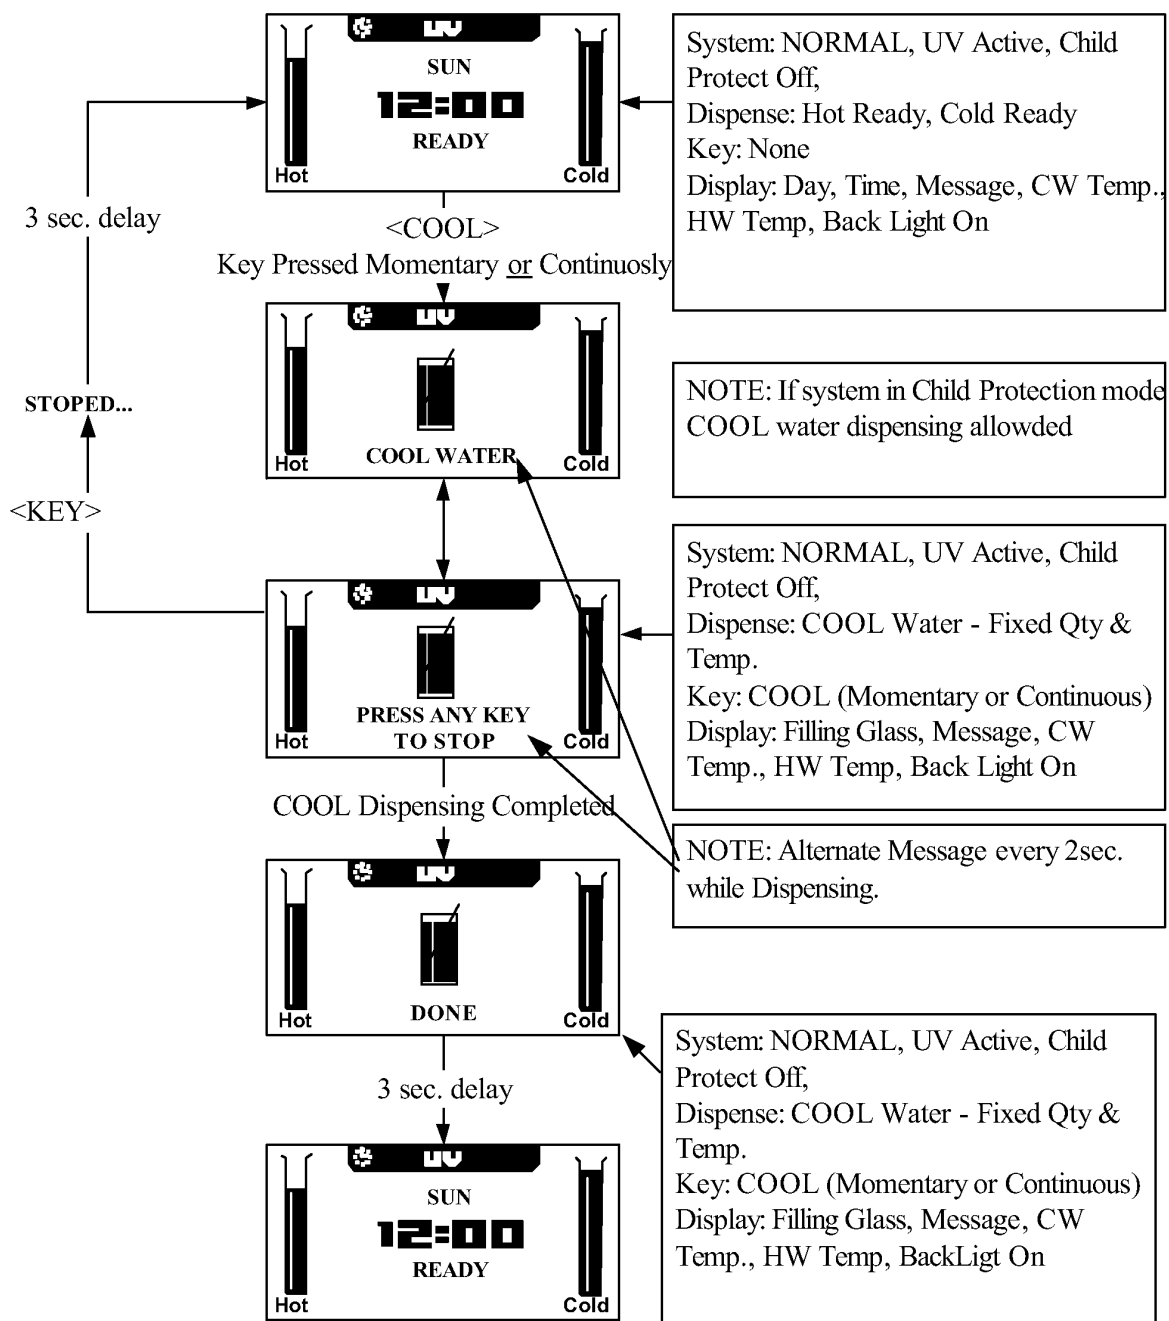 UV
SUN
12:00
READY
Hot
Cold
System: NORMAL, UV Active, Child
Protect Off,
Dispense: Hot Ready, Cold Ready
Key: None
Display: Day, Time, Message, CW Temp.,
HW Temp, Back Light On
3 sec. delay
<COOL>
Key Pressed Momentary or Continuosly
UV
COOL WATER
Hot
Cold
NOTE: If system in Child Protection mode
COOL water dispensing allowded
STOPED...
<KEY>
UV
PRESS ANY KEY
TO STOP
Hot
Cold
System: NORMAL, UV Active, Child
Protect Off,
Dispense: COOL Water - Fixed Qty &
Temp.
Key: COOL (Momentary or Continuous)
Display: Filling Glass, Message, CW
Temp., HW Temp, Back Light On
COOL Dispensing Completed
NOTE: Alternate Message every 2sec.
while Dispensing.
UV
DONE
Hot
Cold
System: NORMAL, UV Active, Child
Protect Off,
Dispense: COOL Water - Fixed Qty &
Temp.
Key: COOL (Momentary or Continuous)
Display: Filling Glass, Message, CW
Temp., HW Temp, BackLigt On
3 sec. delay
UV
SUN
12:00
READY
Hot
Cold